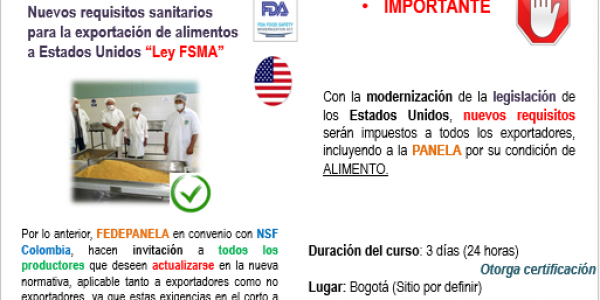 Nuevos requisitos sanitarios
para la exportación de alimentos
a Estados Unidos “Ley FSMA”
FDA
FDA FOOD SAFETY
MODERNIZATION ACT
Por lo anterior, FEDEPANELA en convenio con NSF
Colombia, hacen invitación a todos los
productores que deseen actualizarse en la nueva
normativa, aplicable tanto a exportadores como no
exportadores, ya que estas exigencias en el corto a
• IMPORTANTE
Con la modernización de la legislación de
los Estados Unidos, nuevos requisitos
serán impuestos a todos los exportadores,
incluyendo a la PANELA por su condición de
ALIMENTO.
Duración del curso: 3 días (24 horas)
Otorga certificación
Lugar: Bogotá (Sitio por definir)